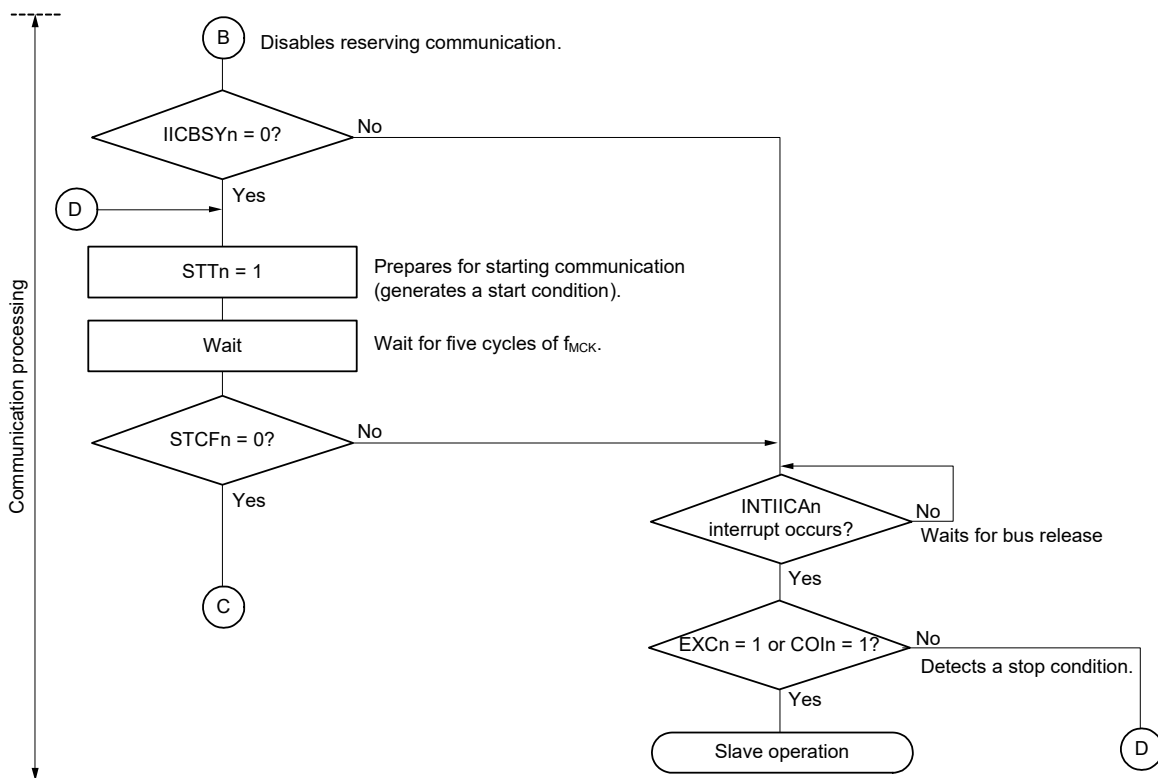 B
Disables reserving communication.
IICBSYn = 0?
No
Yes
D
STTn = 1
Prepares for starting communication
(generates a start condition).
Wait
Wait for five cycles of fMCK.
STCFn = 0?
No
Yes
C
INTIICAn
interrupt occurs?
No
Waits for bus release
Yes
EXCn = 1 or COIn = 1?
No
Detects a stop condition.
Yes
Slave operation
D
Communication processing